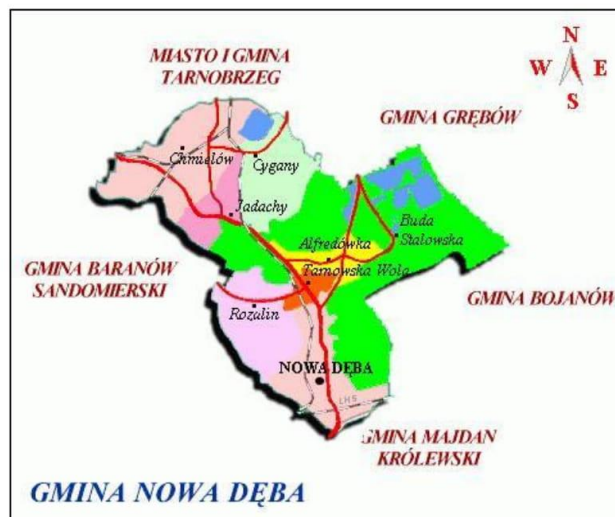 MIASTO I GMINA
TARNOBRZEG
N
W E
S
GMINA GRĘBÓW
Chmielów
Cygany
Jadachy
Buda
Stalowska
Alfredówka
Tarnowska Wola
GMINA BARANÓW
SANDOMIERSKI
GMINA BOJANÓW
Rozalin
NOWA DĘBA
LHS
GMINA MAJDAN
KRÓLEWSKI
GMINA NOWA DĘBA